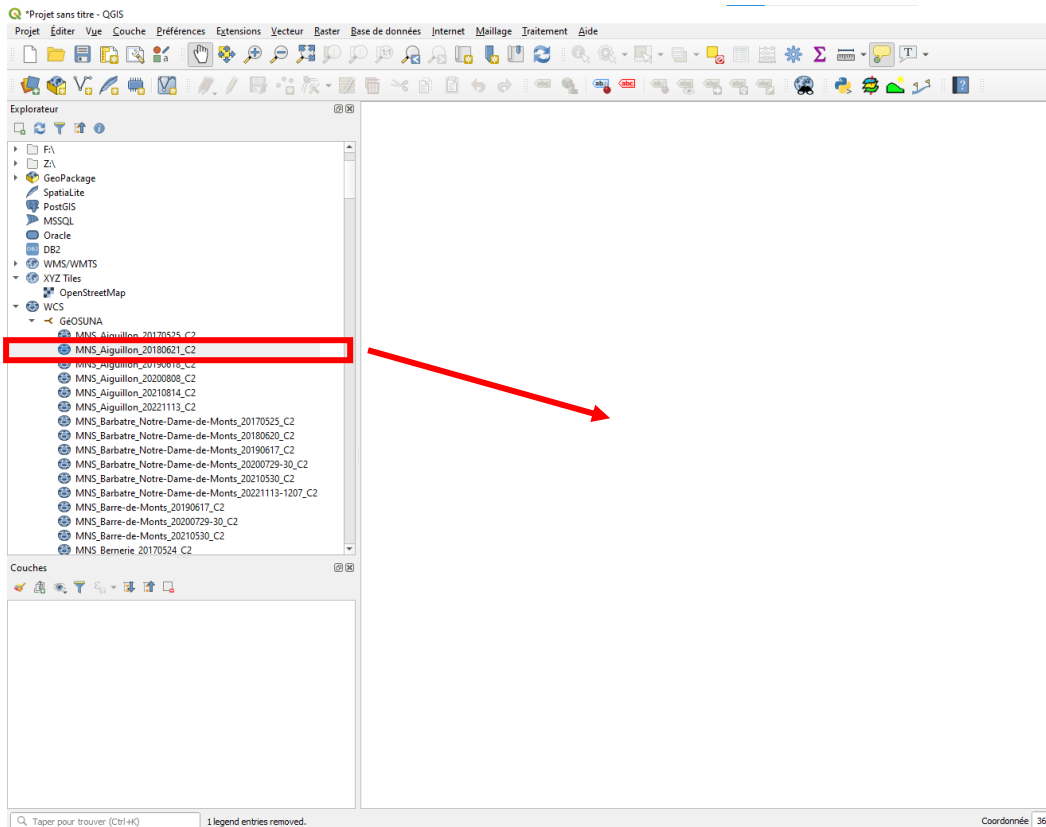 *Projet sans titre - QGIS
Projet Éditer Vue Couche Préférences Extensions Vecteur Raster Base de données Internet Maillage Traitement Aide
Explorateur
F:\
Z:\
GeoPackage
SpatiaLite
PostGIS
MSSQL
Oracle
DB2
WMS/WMTS
XYZ Tiles
OpenStreetMap
WCS
GéOSUNA
MNS_Aiguillon_20170525_C2
MNS_Aiguillon_20180621_C2
MNS_Aiguillon_20190618_C2
MNS_Aiguillon_20200808_C2
MNS_Aiguillon_20210814_C2
MNS_Aiguillon_20221113_C2
MNS_Barbatre_Notre-Dame-de-Monts_20170525_C2
MNS_Barbatre_Notre-Dame-de-Monts_20180620_C2
MNS_Barbatre_Notre-Dame-de-Monts_20190617_C2
MNS_Barbatre_Notre-Dame-de-Monts_20200729-30_C2
MNS_Barbatre_Notre-Dame-de-Monts_20210530_C2
MNS_Barbatre_Notre-Dame-de-Monts_20221113-1207_C2
MNS_Barre-de-Monts_20190617_C2
MNS_Barre-de-Monts_20200729-30_C2
MNS_Barre-de-Monts_20210530_C2
MNS_Bernerie_20170524_C2
Couches
Taper pour trouver (Ctrl+K) 1 legend entries removed. Coordonnée 36